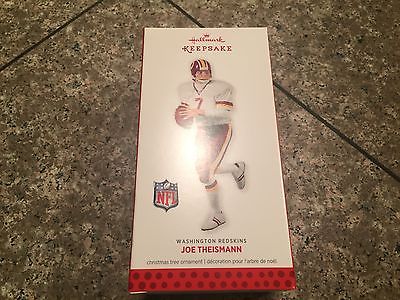 Hallmark
KEEPSAKE
7
NFL
WASHINGTON REDSKINS
JOE THEISMANN
christmas tree ornament | décoration pour l'arbre de noël